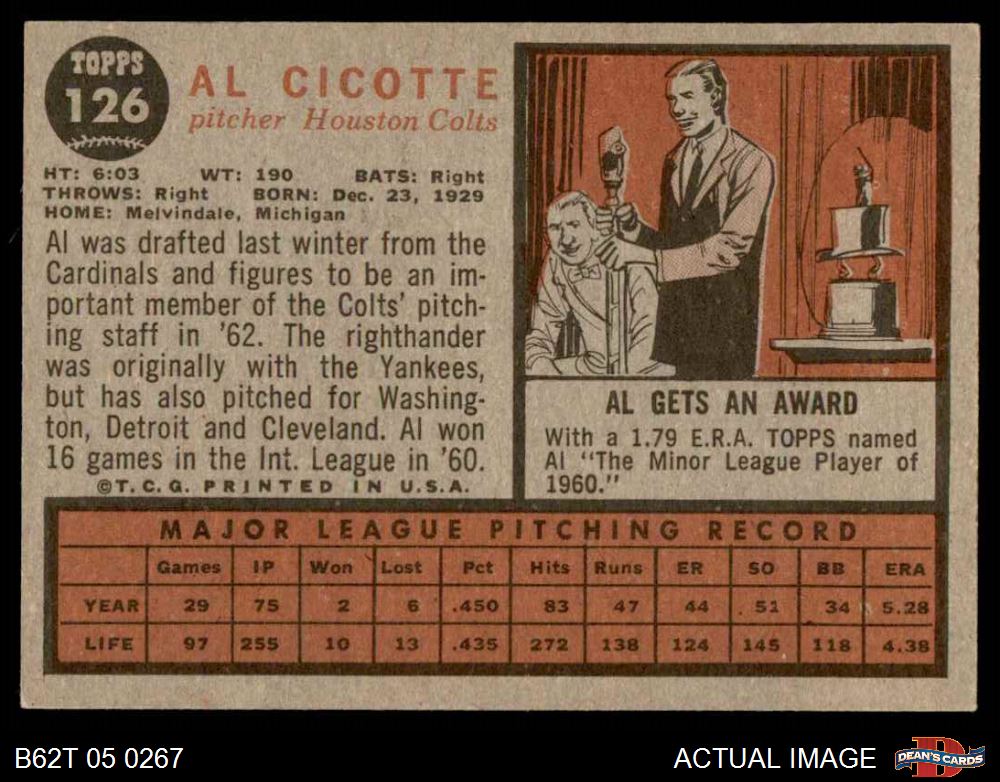 TOPPS
126
AL CICOTTE
pitcher Houston Colts
HT: 6:03 WT: 190 BATS: Right
THROWS: Right BORN: Dec. 23, 1929
HOME: Melvindale, Michigan
Al was drafted last winter from the
Cardinals and figures to be an im-
portant member of the Colts' pitch-
ing staff in '62. The righthander
was originally with the Yankees,
but has also pitched for Washing-
ton, Detroit and Cleveland. Al won
16 games in the Int. League in '60.
©T.C.G. PRINTED IN U.S.A.
AL GETS AN AWARD
With a 1.79 E.R.A. TOPPS named
Al "The Minor League Player of
1960."
MAJOR LEAGUE PITCHING RECORD
Games IP Won Lost Pct Hits Runs ER SO BB ERA
YEAR 29 75 2 6 .450 83 47 44 51 34 5.28
LIFE 97 255 10 13 .435 272 138 124 145 118 4.38
B62T 05 0267
ACTUAL IMAGE
DEAN'S CARDS